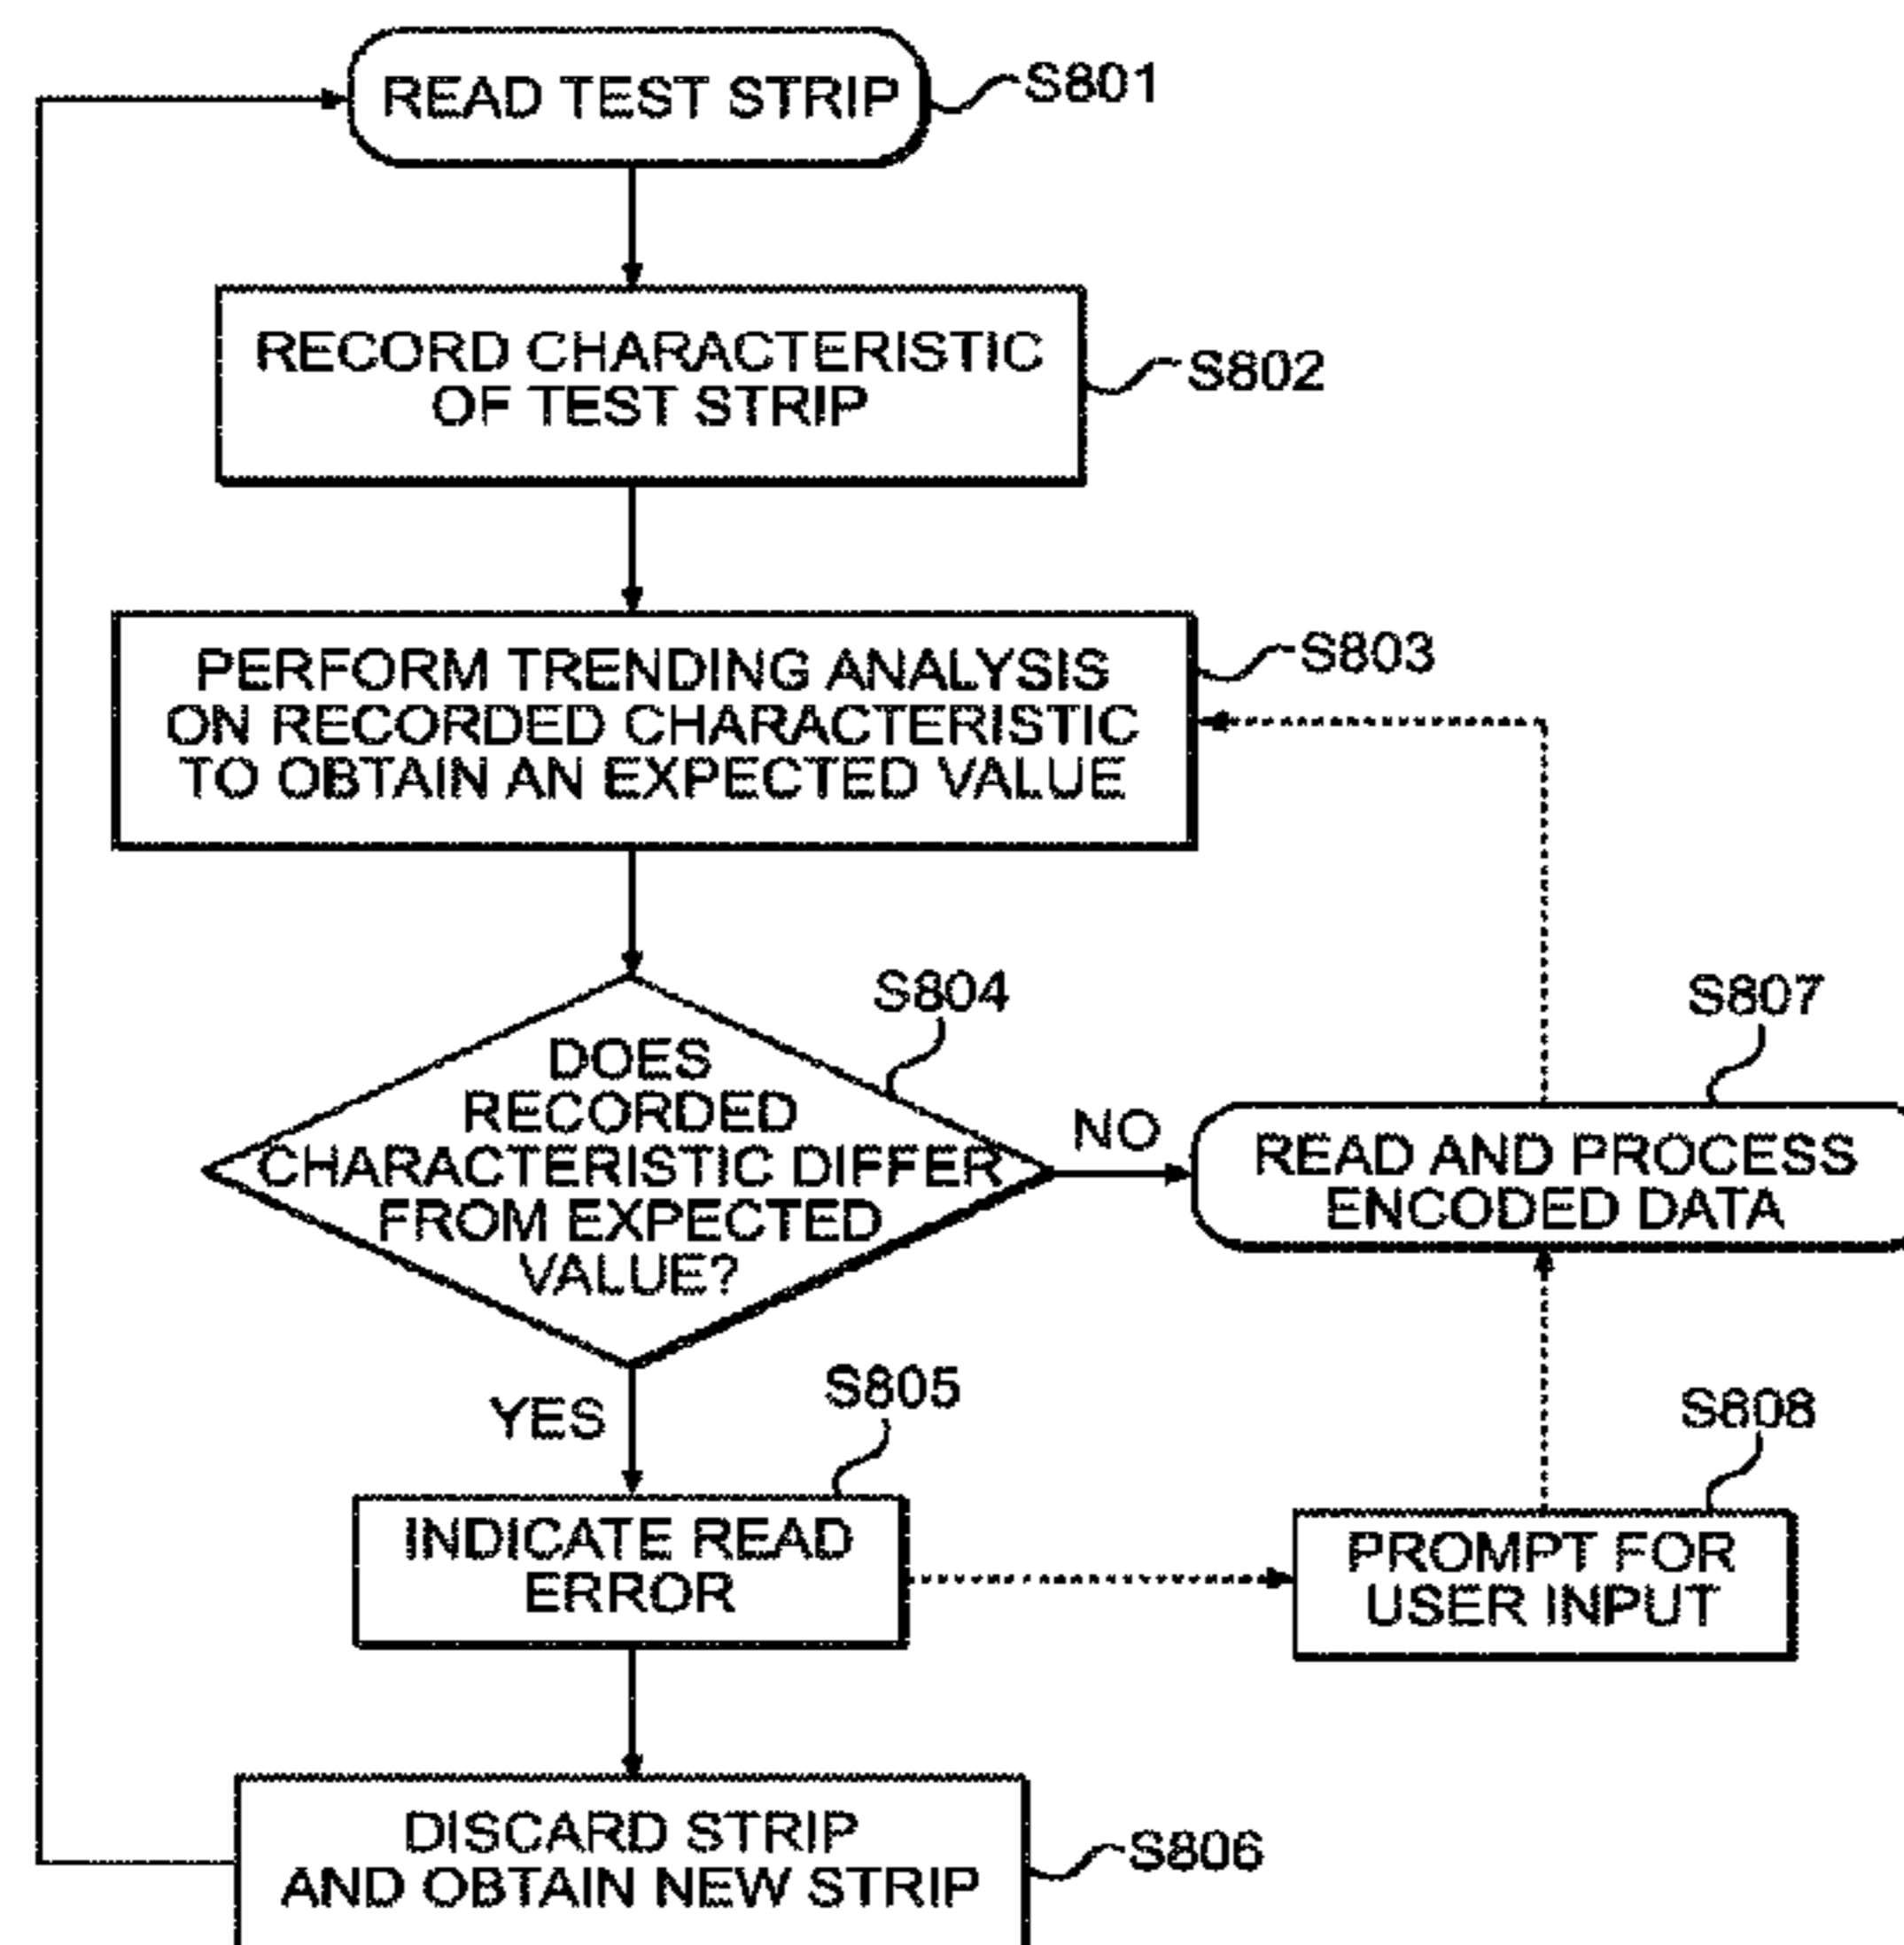 READ TEST STRIP
S801
RECORD CHARACTERISTIC
OF TEST STRIP
S802
PERFORM TRENDING ANALYSIS
ON RECORDED CHARACTERISTIC
TO OBTAIN AN EXPECTED VALUE
S803
S804
DOES
RECORDED
CHARACTERISTIC DIFFER
FROM EXPECTED
VALUE?
NO
S807
READ AND PROCESS
ENCODED DATA
YES
S805
INDICATE READ
ERROR
S808
PROMPT FOR
USER INPUT
DISCARD STRIP
AND OBTAIN NEW STRIP
S806